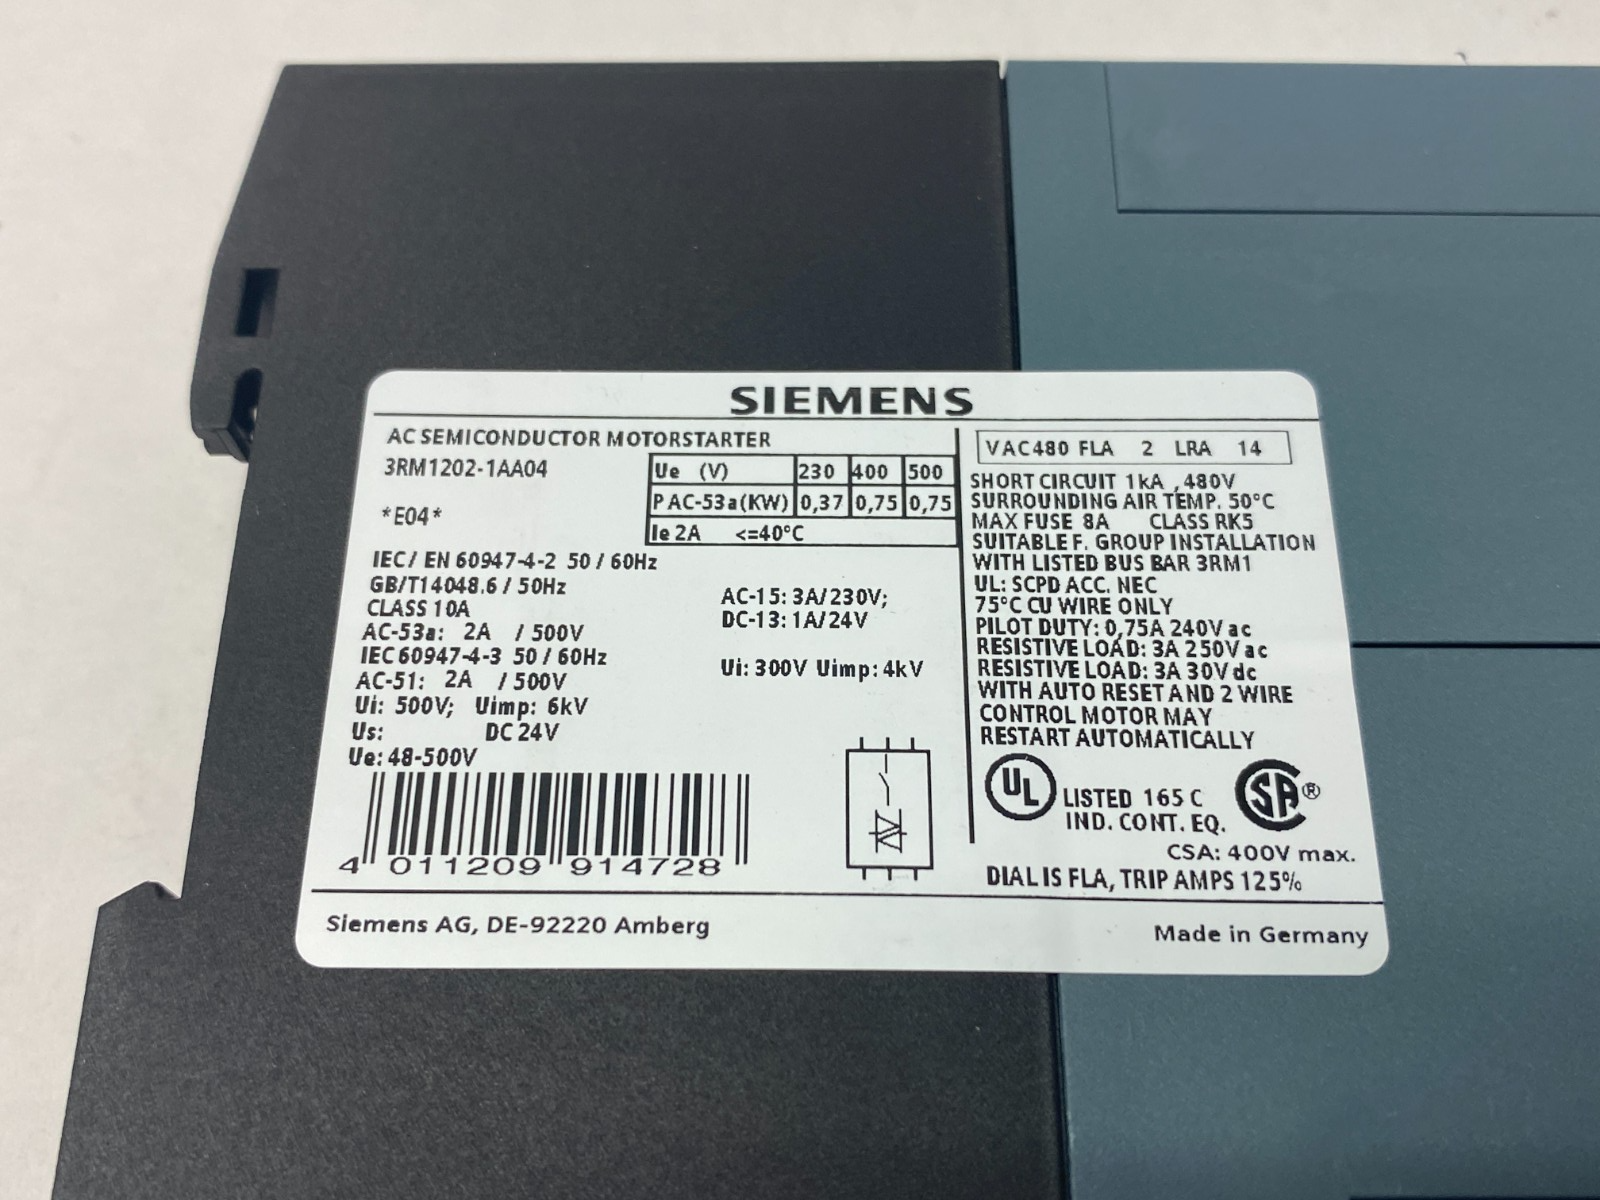 SIEMENS
AC SEMICONDUCTOR MOTORSTARTER
3RM1202-1AA04
*E04*
Ue (V) 230 400 500
P AC-53a(KW) 0,37 0,75 0,75
Ie 2A <=40°C
IEC/ EN 60947-4-2 50 / 60Hz
GB/T14048.6 / 50Hz
CLASS 10A
AC-53a: 2A / 500V
IEC60947-4-3 50 / 60Hz
AC-51: 2A / 500V
Ui: 500V; Uimp: 6kV
Us: DC 24V
Ue: 48-500V
AC-15: 3A/230V;
DC-13: 1A/24V
Ui: 300V Uimp: 4kV
4 011209 914728
VAC480 FLA 2 LRA 14
SHORT CIRCUIT 1kA , 480V
SURROUNDING AIR TEMP. 50°C
MAX FUSE 8A CLASS RK5
SUITABLE F. GROUP INSTALLATION
WITH LISTED BUS BAR 3RM1
UL: SCPD ACC. NEC
75°C CU WIRE ONLY
PILOT DUTY: 0,75A 240V ac
RESISTIVE LOAD: 3A 250V ac
RESISTIVE LOAD: 3A 30V dc
WITH AUTO RESET AND 2 WIRE
CONTROL MOTOR MAY
RESTART AUTOMATICALLY
UL LISTED 165 C SA ®
IND. CONT. EQ.
CSA: 400V max.
DIAL IS FLA, TRIP AMPS 125%
Siemens AG, DE-92220 Amberg
Made in Germany